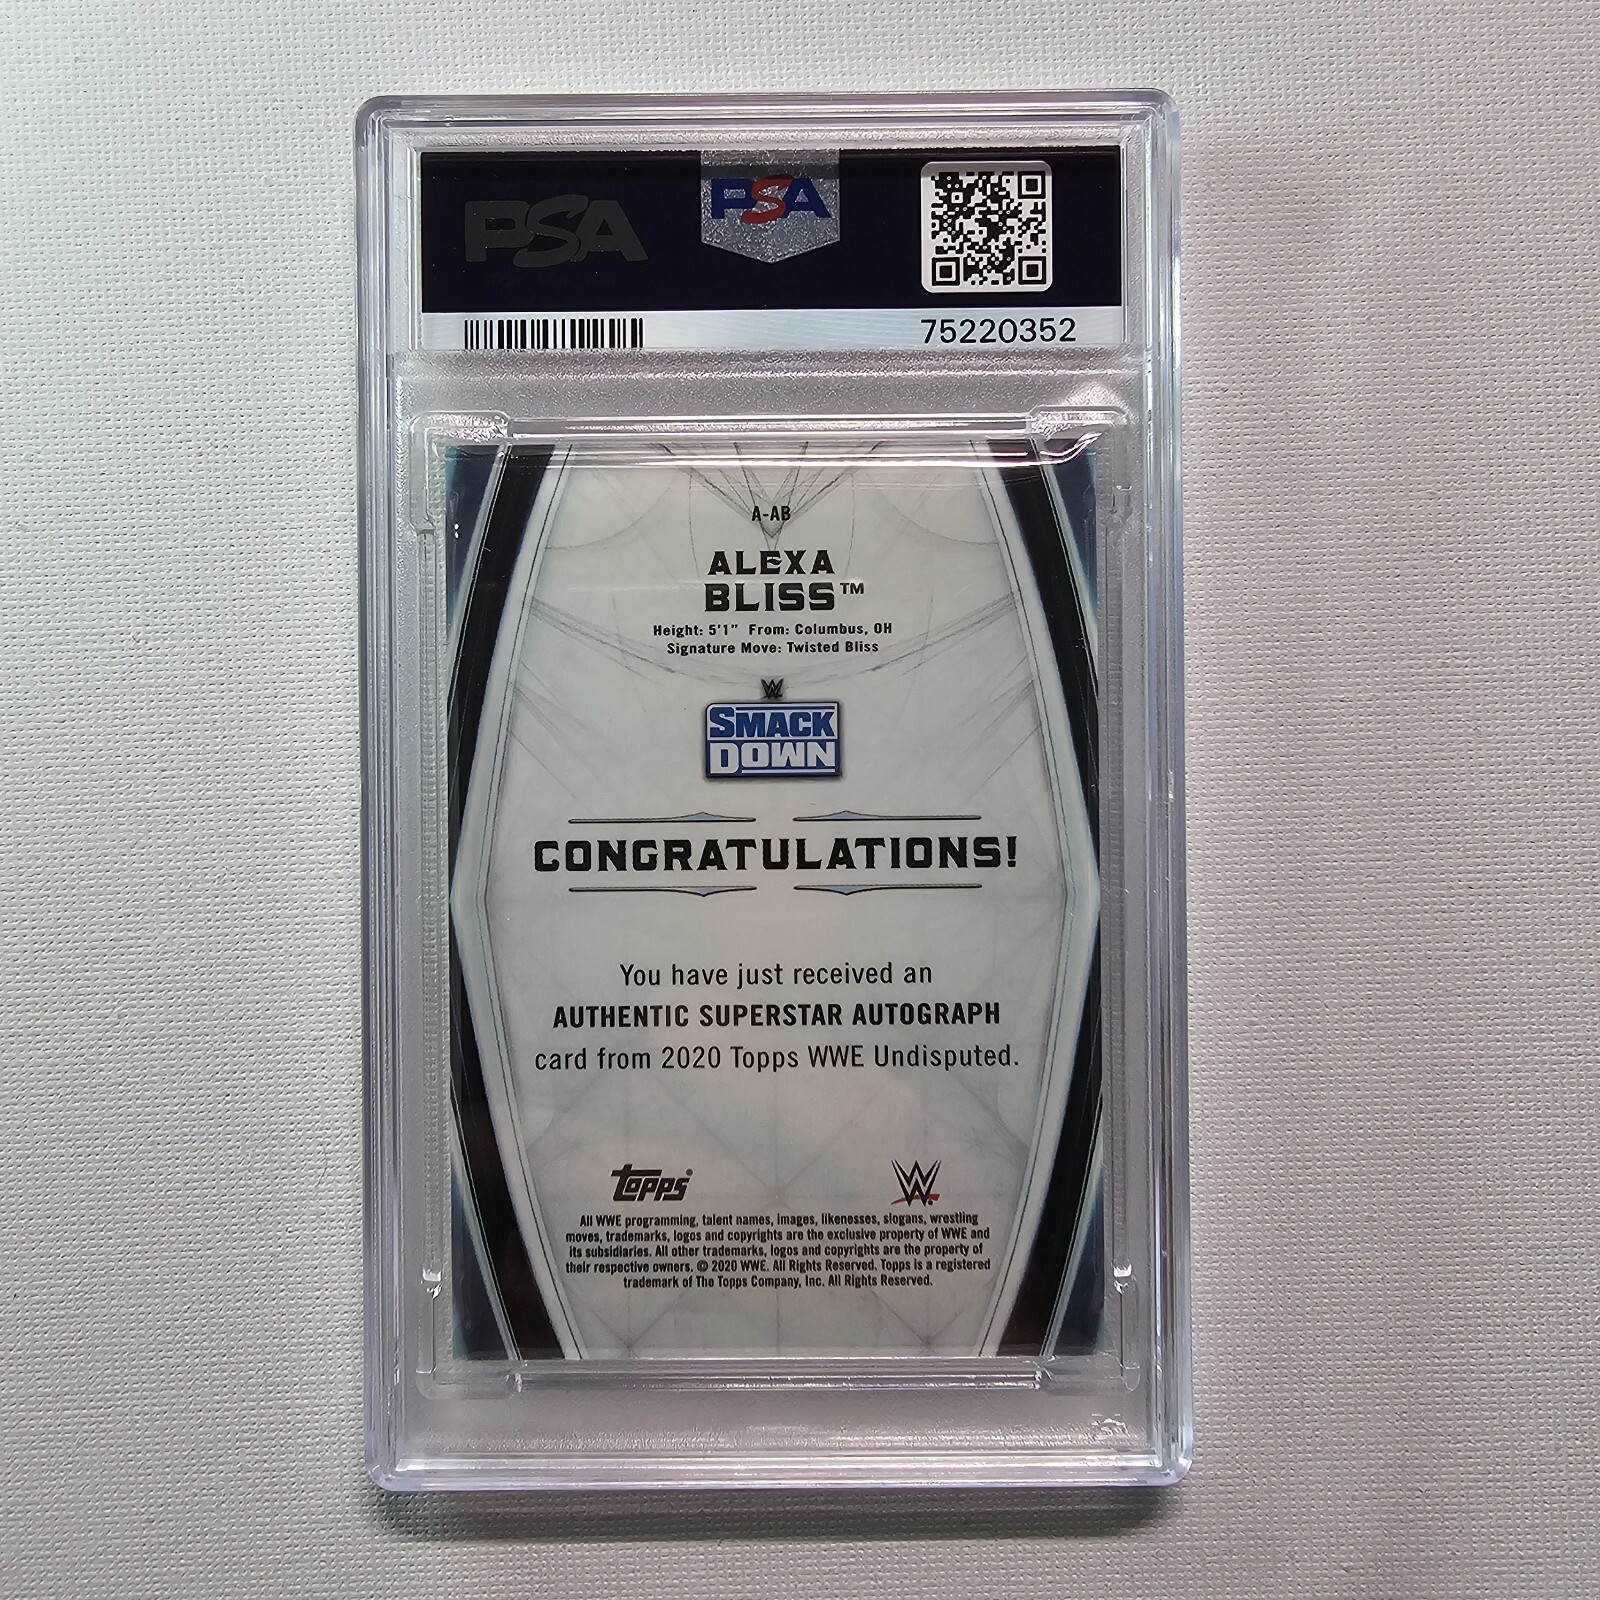 PSA
PSA
75220352
A-AB
ALEXA
BLISS™
Height: 5'1" From: Columbus, OH
Signature Move: Twisted Bliss
W
SMACK
DOWN
CONGRATULATIONS!
You have just received an
AUTHENTIC SUPERSTAR AUTOGRAPH
card from 2020 Topps WWE Undisputed.
Topps® W
All WWE programming, talent names, images, likenesses, slogans, wrestling
moves, trademarks, logos and copyrights are the exclusive property of WWE and
its subsidiaries. All other trademarks, logos and copyrights are the property of
their respective owners. © 2020 WWE. All Rights Reserved. Topps is a registered
trademark of The Topps Company, Inc. All Rights Reserved.